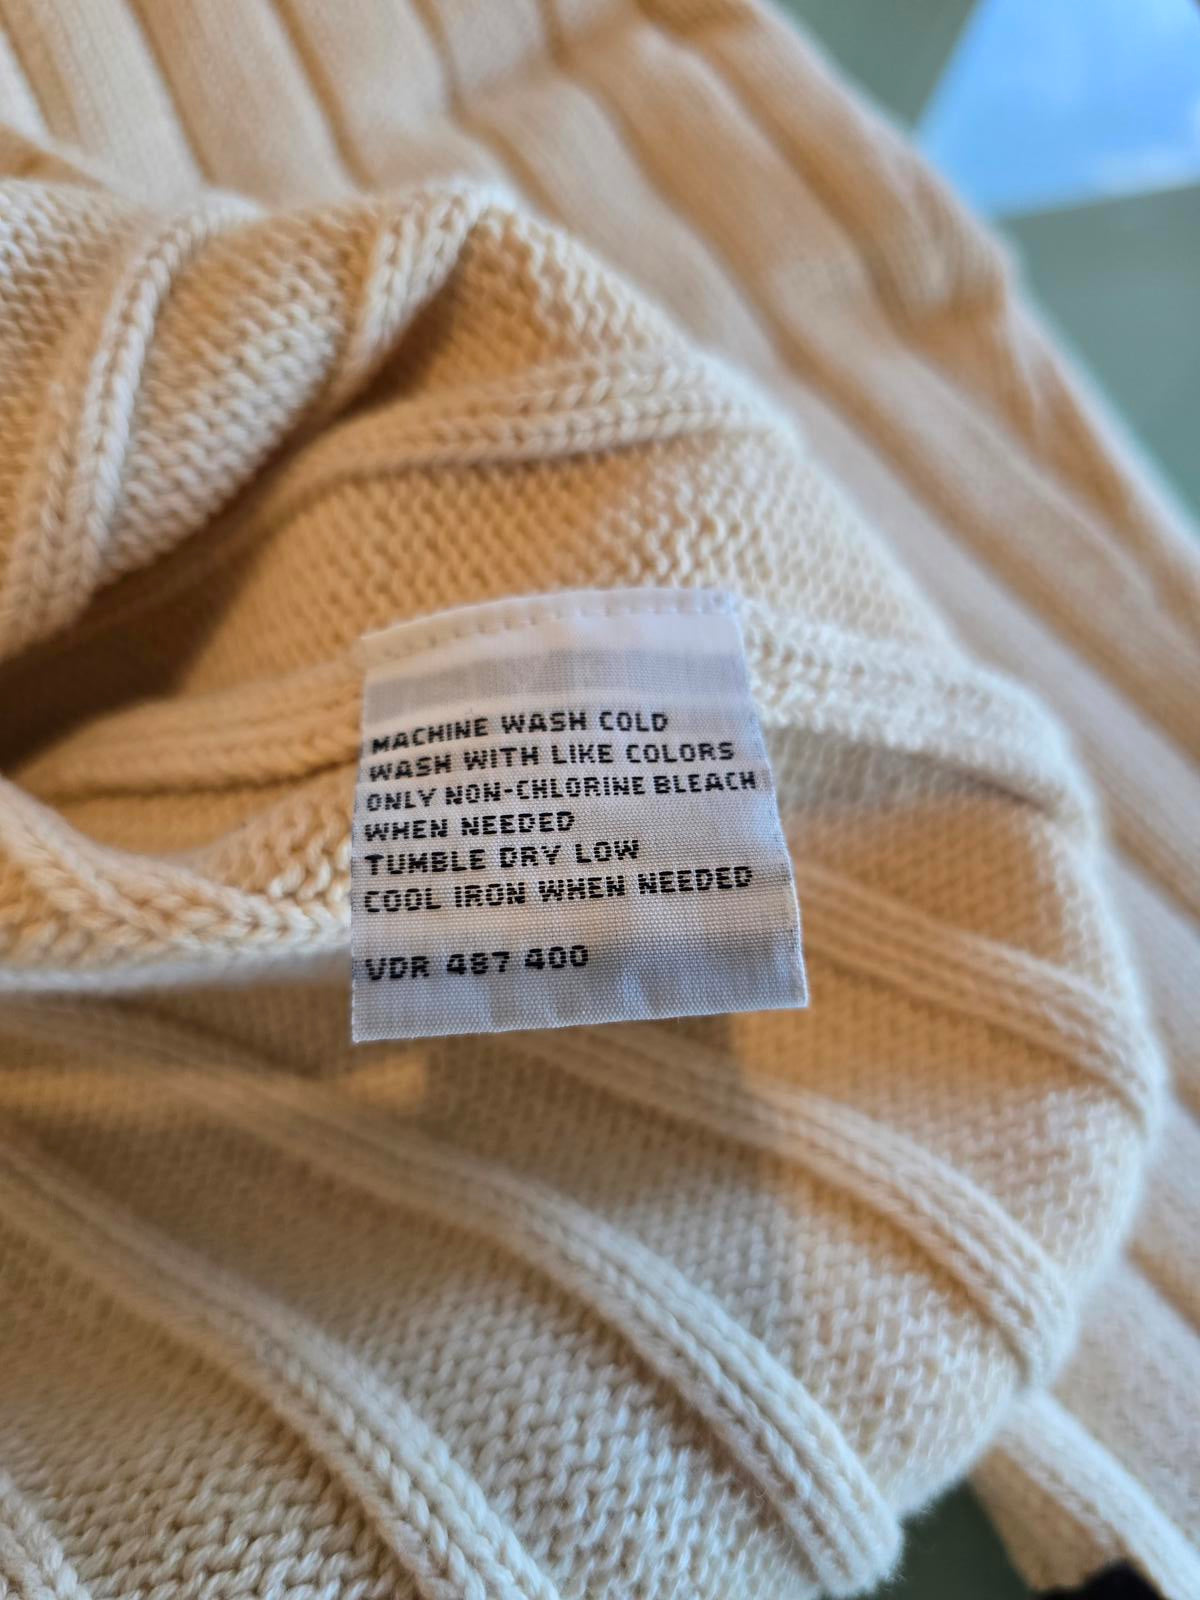 MACHINE WASH COLD
WASH WITH LIKE COLORS
ONLY NON-CHLORINE BLEACH
WHEN NEEDED
TUMBLE DRY LOW
COOL IRON WHEN NEEDED
VDR 487 400